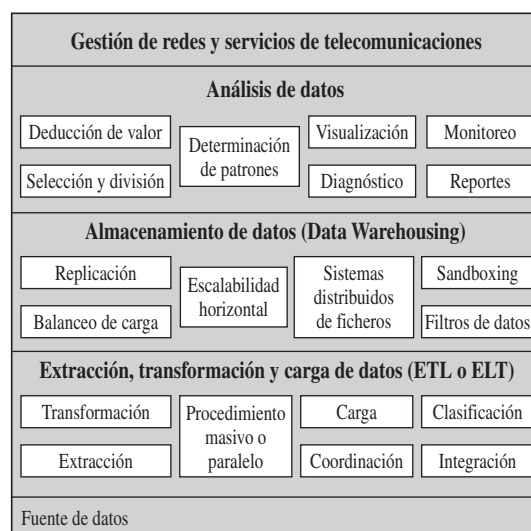 Gestión de redes y servicios de telecomunicaciones
Análisis de datos
Deducción de valor
Selección y división
Determinación
de patrones
Visualización
Diagnóstico
Monitoreo
Reportes
Almacenamiento de datos (Data Warehousing)
Replicación
Balanceo de carga
Escalabilidad
horizontal
Sistemas
distribuidos
de ficheros
Sandboxing
Filtros de datos
Extracción, transformación y carga de datos (ETL o ELT)
Transformación
Extracción
Procedimiento
masivo o
paralelo
Carga
Coordinación
Clasificación
Integración
Fuente de datos